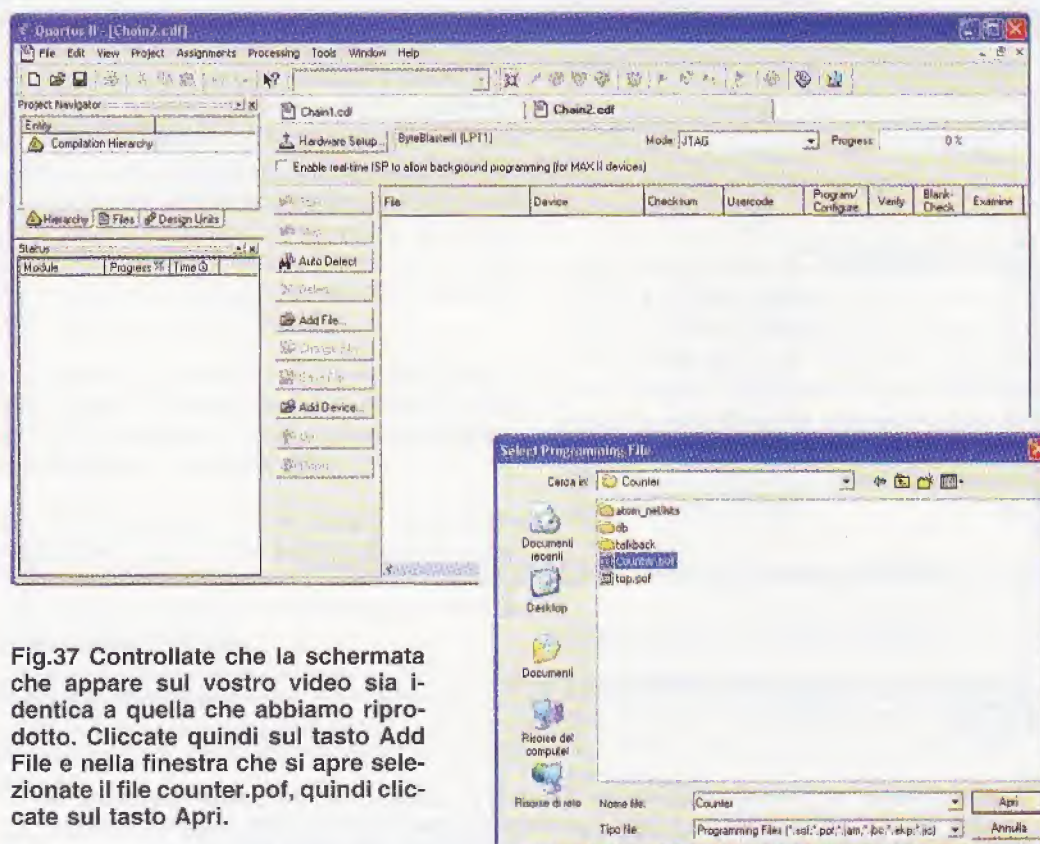 Quartus II - [Chain2.cdf]
File Edit View Project Assignments Processing Tools Window Help
Project Navigator
Entity
Compilation Hierarchy
Hierarchy Files Design Units
Status
Module Progress % Time
Chain1.cdf
Chain2.cdf
Hardware Setup... ByteBlasterII [LPT1] Mode: JTAG Progress: 0 %
Enable real-time ISP to allow background programming (for MAX II devices)
File Device Checksum Usercode Program/ Configure Verify Blank- Check Examine
Auto Detect
Add File...
Add Device...
Select Programming File
Cerca in: Counter
atom_netlists
db
talkback
Counter.pof
top.pof
Documenti recenti
Desktop
Documenti
Risorse del computer
Risorse di rete
Nome file: Counter Apri
Tipo file: Programming Files (*.sof;*.pof;*.jam;*.jbc;*.ekp;*.jic) Annulla
Fig.37 Controllate che la schermata
che appare sul vostro video sia i-
dentica a quella che abbiamo ripro-
dotto. Cliccate quindi sul tasto Add
File e nella finestra che si apre sele-
zionate il file counter.pof, quindi clic-
cate sul tasto Apri.